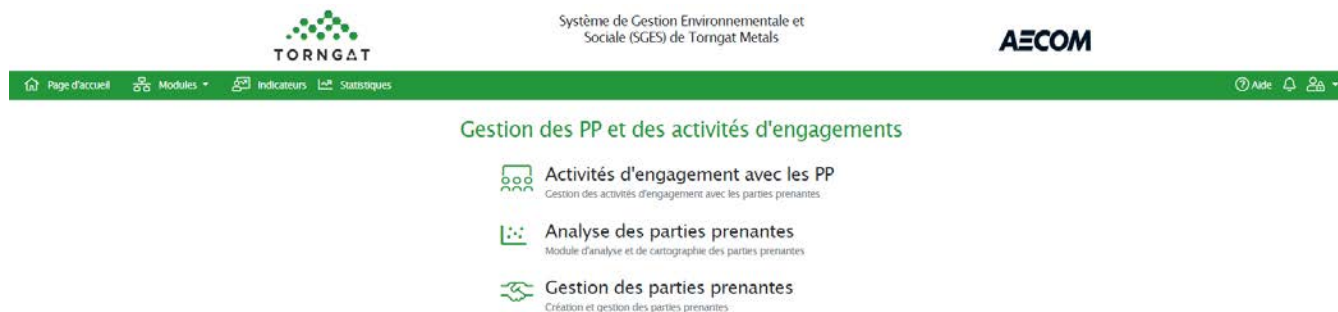 TORNGAT
Système de Gestion Environnementale et
Sociale (SGES) de Torngat Metals
AECOM
Page d'accueil Modules Indicateurs Statistiques Aide
Gestion des PP et des activités d'engagements
Activités d'engagement avec les PP
Gestion des activités d'engagement avec les parties prenantes
Analyse des parties prenantes
Module d'analyse et de cartographie des parties prenantes
Gestion des parties prenantes
Création et gestion des parties prenantes